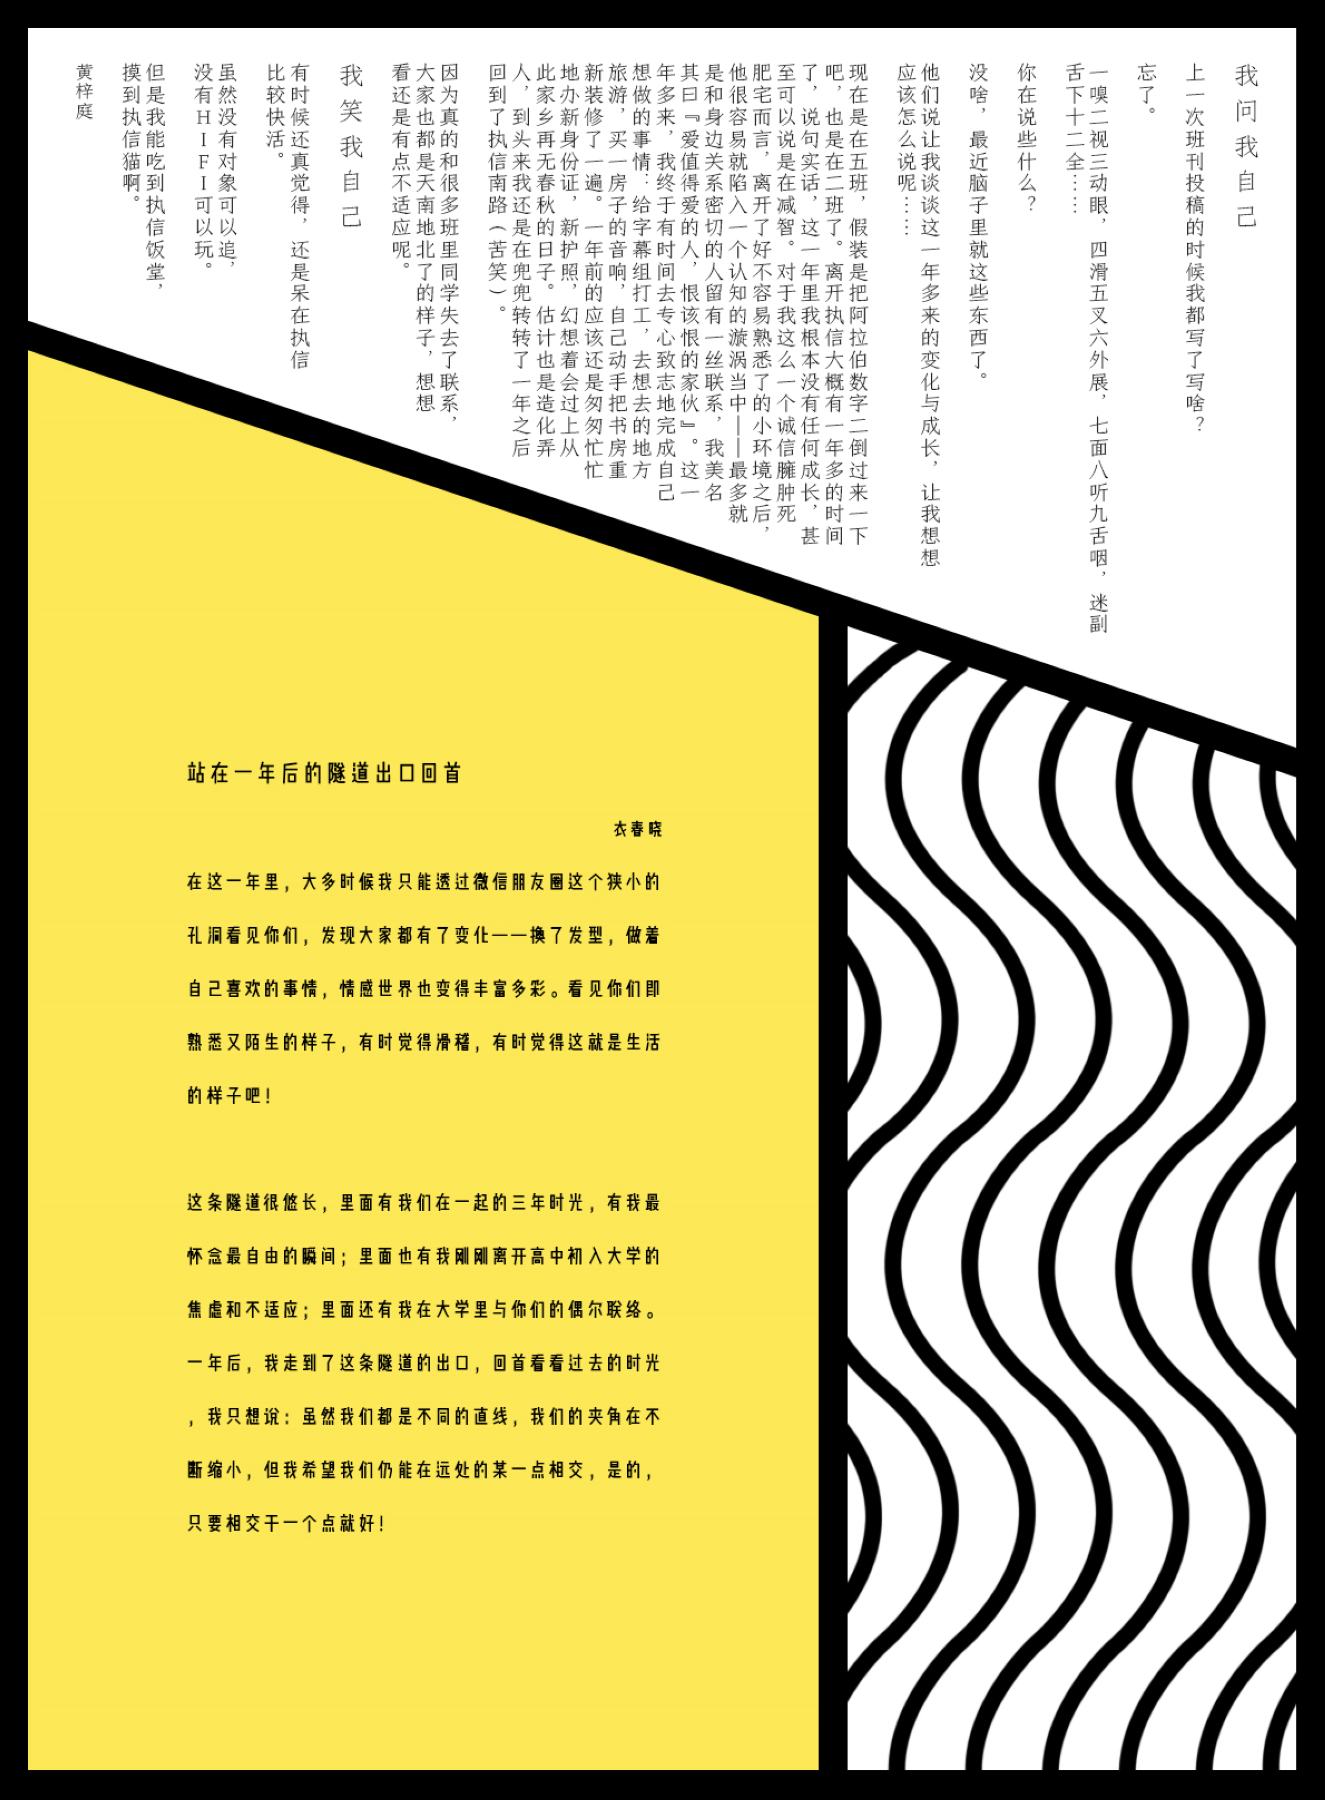 我问我自己
上一次班刊投稿的时候我都写了写啥？
忘了。
一嗅二视三动眼，四滑五叉六外展，七面八听九舌咽，迷副
舌下十二全……
你在说些什么？
没啥，最近脑子里就这些东西了。
他们说让我谈谈这一年多来的变化与成长，让我想想
应该怎么说呢……
现在是在五班，假装是把阿拉伯数字二倒过来一下
吧，也是在二班了。离开执信大概有一年多的时间
了，说句实话，这一年里我根本没有任何成长，甚
至可以说是在减智。对于我这么一个诚信臃肿死
肥宅而言，离开了好不容易熟悉了的小环境之后，
他很容易就陷入一个认知的漩涡当中——最多就
是和身边关系密切的人留有一丝联系，我美名
其曰『爱值得爱的人，恨该恨的家伙』。这一
年多来，我终于有时间去专心致志地完成自己
想做的事情：给字幕组打工，去想去的地方
旅游，买一房子的音响，自己动手把书房重
新装修了一遍。一年前的应该还是匆匆忙忙
地办新身份证，新护照，幻想着会过上从
此家乡再无春秋的日子。估计也是造化弄
人，到头来我还是在兜兜转转了一年之后
回到了执信南路（苦笑）。
因为真的和很多班里同学失去了联系，
大家也都是天南地北了的样子，想想
看还是有点不适应呢。
我笑我自己
有时候还真觉得，还是呆在执信
比较快活。
虽然没有对象可以追，
没有HIFI可以玩。
但是我能吃到执信饭堂，
摸到执信猫啊。
黄梓庭
站在一年后的隧道出口回首
衣春晓
在这一年里，大多时候我只能透过微信朋友圈这个狭小的
孔洞看见你们，发现大家都有了变化——换了发型，做着
自己喜欢的事情，情感世界也变得丰富多彩。看见你们即
熟悉又陌生的样子，有时觉得滑稽，有时觉得这就是生活
的样子吧！
这条隧道很悠长，里面有我们在一起的三年时光，有我最
怀念最自由的瞬间；里面也有我刚刚离开高中初入大学的
焦虑和不适应；里面还有我在大学里与你们的偶尔联络。
一年后，我走到了这条隧道的出口，回首看看过去的时光
，我只想说：虽然我们都是不同的直线，我们的夹角在不
断缩小，但我希望我们仍能在远处的某一点相交，是的，
只要相交于一个点就好！